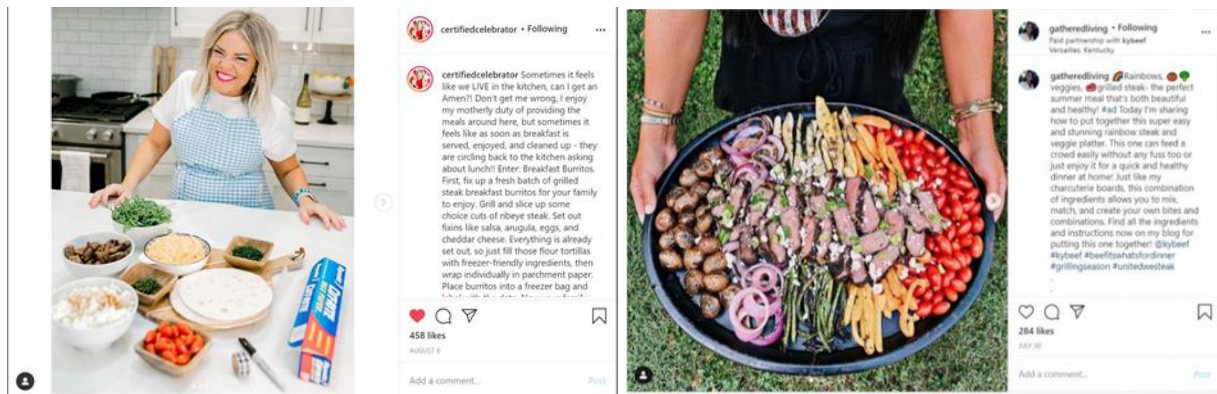 certifiedcelebrator • Following
certifiedcelebrator Sometimes it feels
like we LIVE in the kitchen, can I get an
Amen?! Don't get me wrong, I enjoy
my motherly duty of providing the
meals around here, but sometimes it
feels like as soon as breakfast is
served, enjoyed, and cleaned up - they
are circling back to the kitchen asking
about lunch!! Enter: Breakfast Burritos.
First, fix up a fresh batch of grilled
steak breakfast burritos for your family
to enjoy. Grill and slice up some
choice cuts of ribeye steak. Set out
fixins like salsa, arugula, eggs, and
cheddar cheese. Everything is already
set out, so just fill those flour tortillas
with freezer-friendly ingredients, then
wrap individually in parchment paper.
Place burritos into a freezer bag and
458 likes
AUGUST 6
Add a comment...
Post
gatheredliving • Following
Paid partnership with kybeef
Versailles, Kentucky
gatheredliving 🌈Rainbows, 🍅🥦
veggies, 🥩grilled steak- the perfect
summer meal that's both beautiful
and healthy! #ad Today I'm sharing
how to put together this super easy
and stunning rainbow steak and
veggie platter. This one can feed a
crowd easily without any fuss too or
just enjoy it for a quick and healthy
dinner at home! Just like my
charcuterie boards, this combination
of ingredients allows you to mix,
match, and create your own bites and
combinations. Find all the ingredients
and instructions now on my blog for
putting this one together! @kybeef
#kybeef #beefitswhatsfordinner
#grillingseason #unitedwesteak
.
.
284 likes
JULY 30
Add a comment...
Post